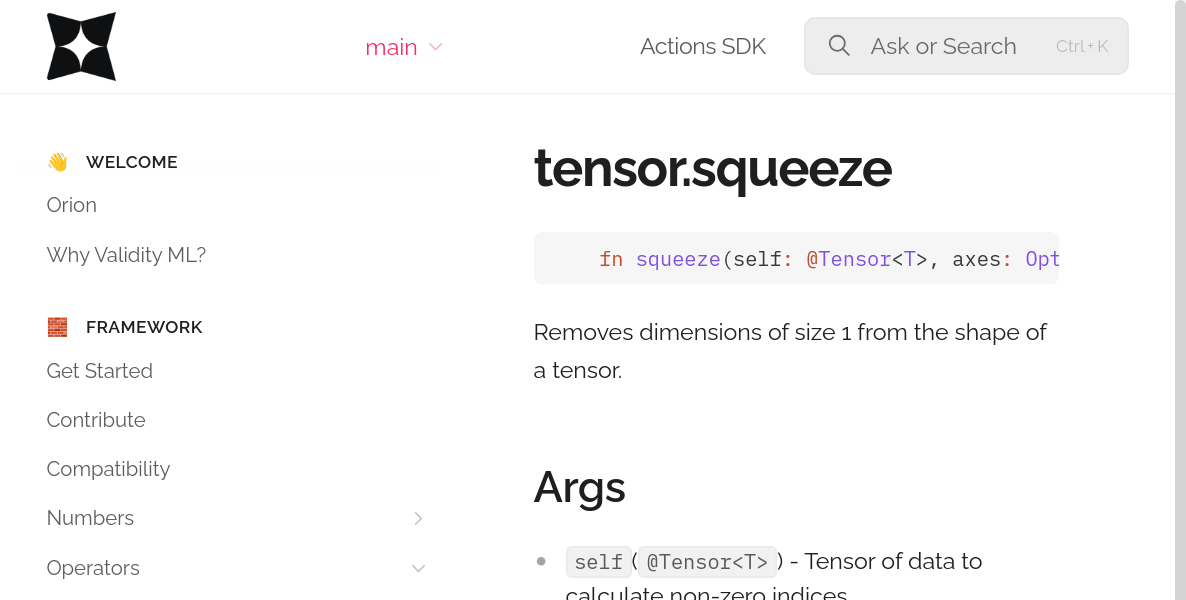 main
Actions SDK
Ask or Search
Ctrl+K
👋 WELCOME
Orion
Why Validity ML?
🧱 FRAMEWORK
Get Started
Contribute
Compatibility
Numbers
Operators
tensor.squeeze
fn squeeze(self: @Tensor<T>, axes: Opt
Removes dimensions of size 1 from the shape of
a tensor.
Args
self (@Tensor<T>) - Tensor of data to
calculate non-zero indices.